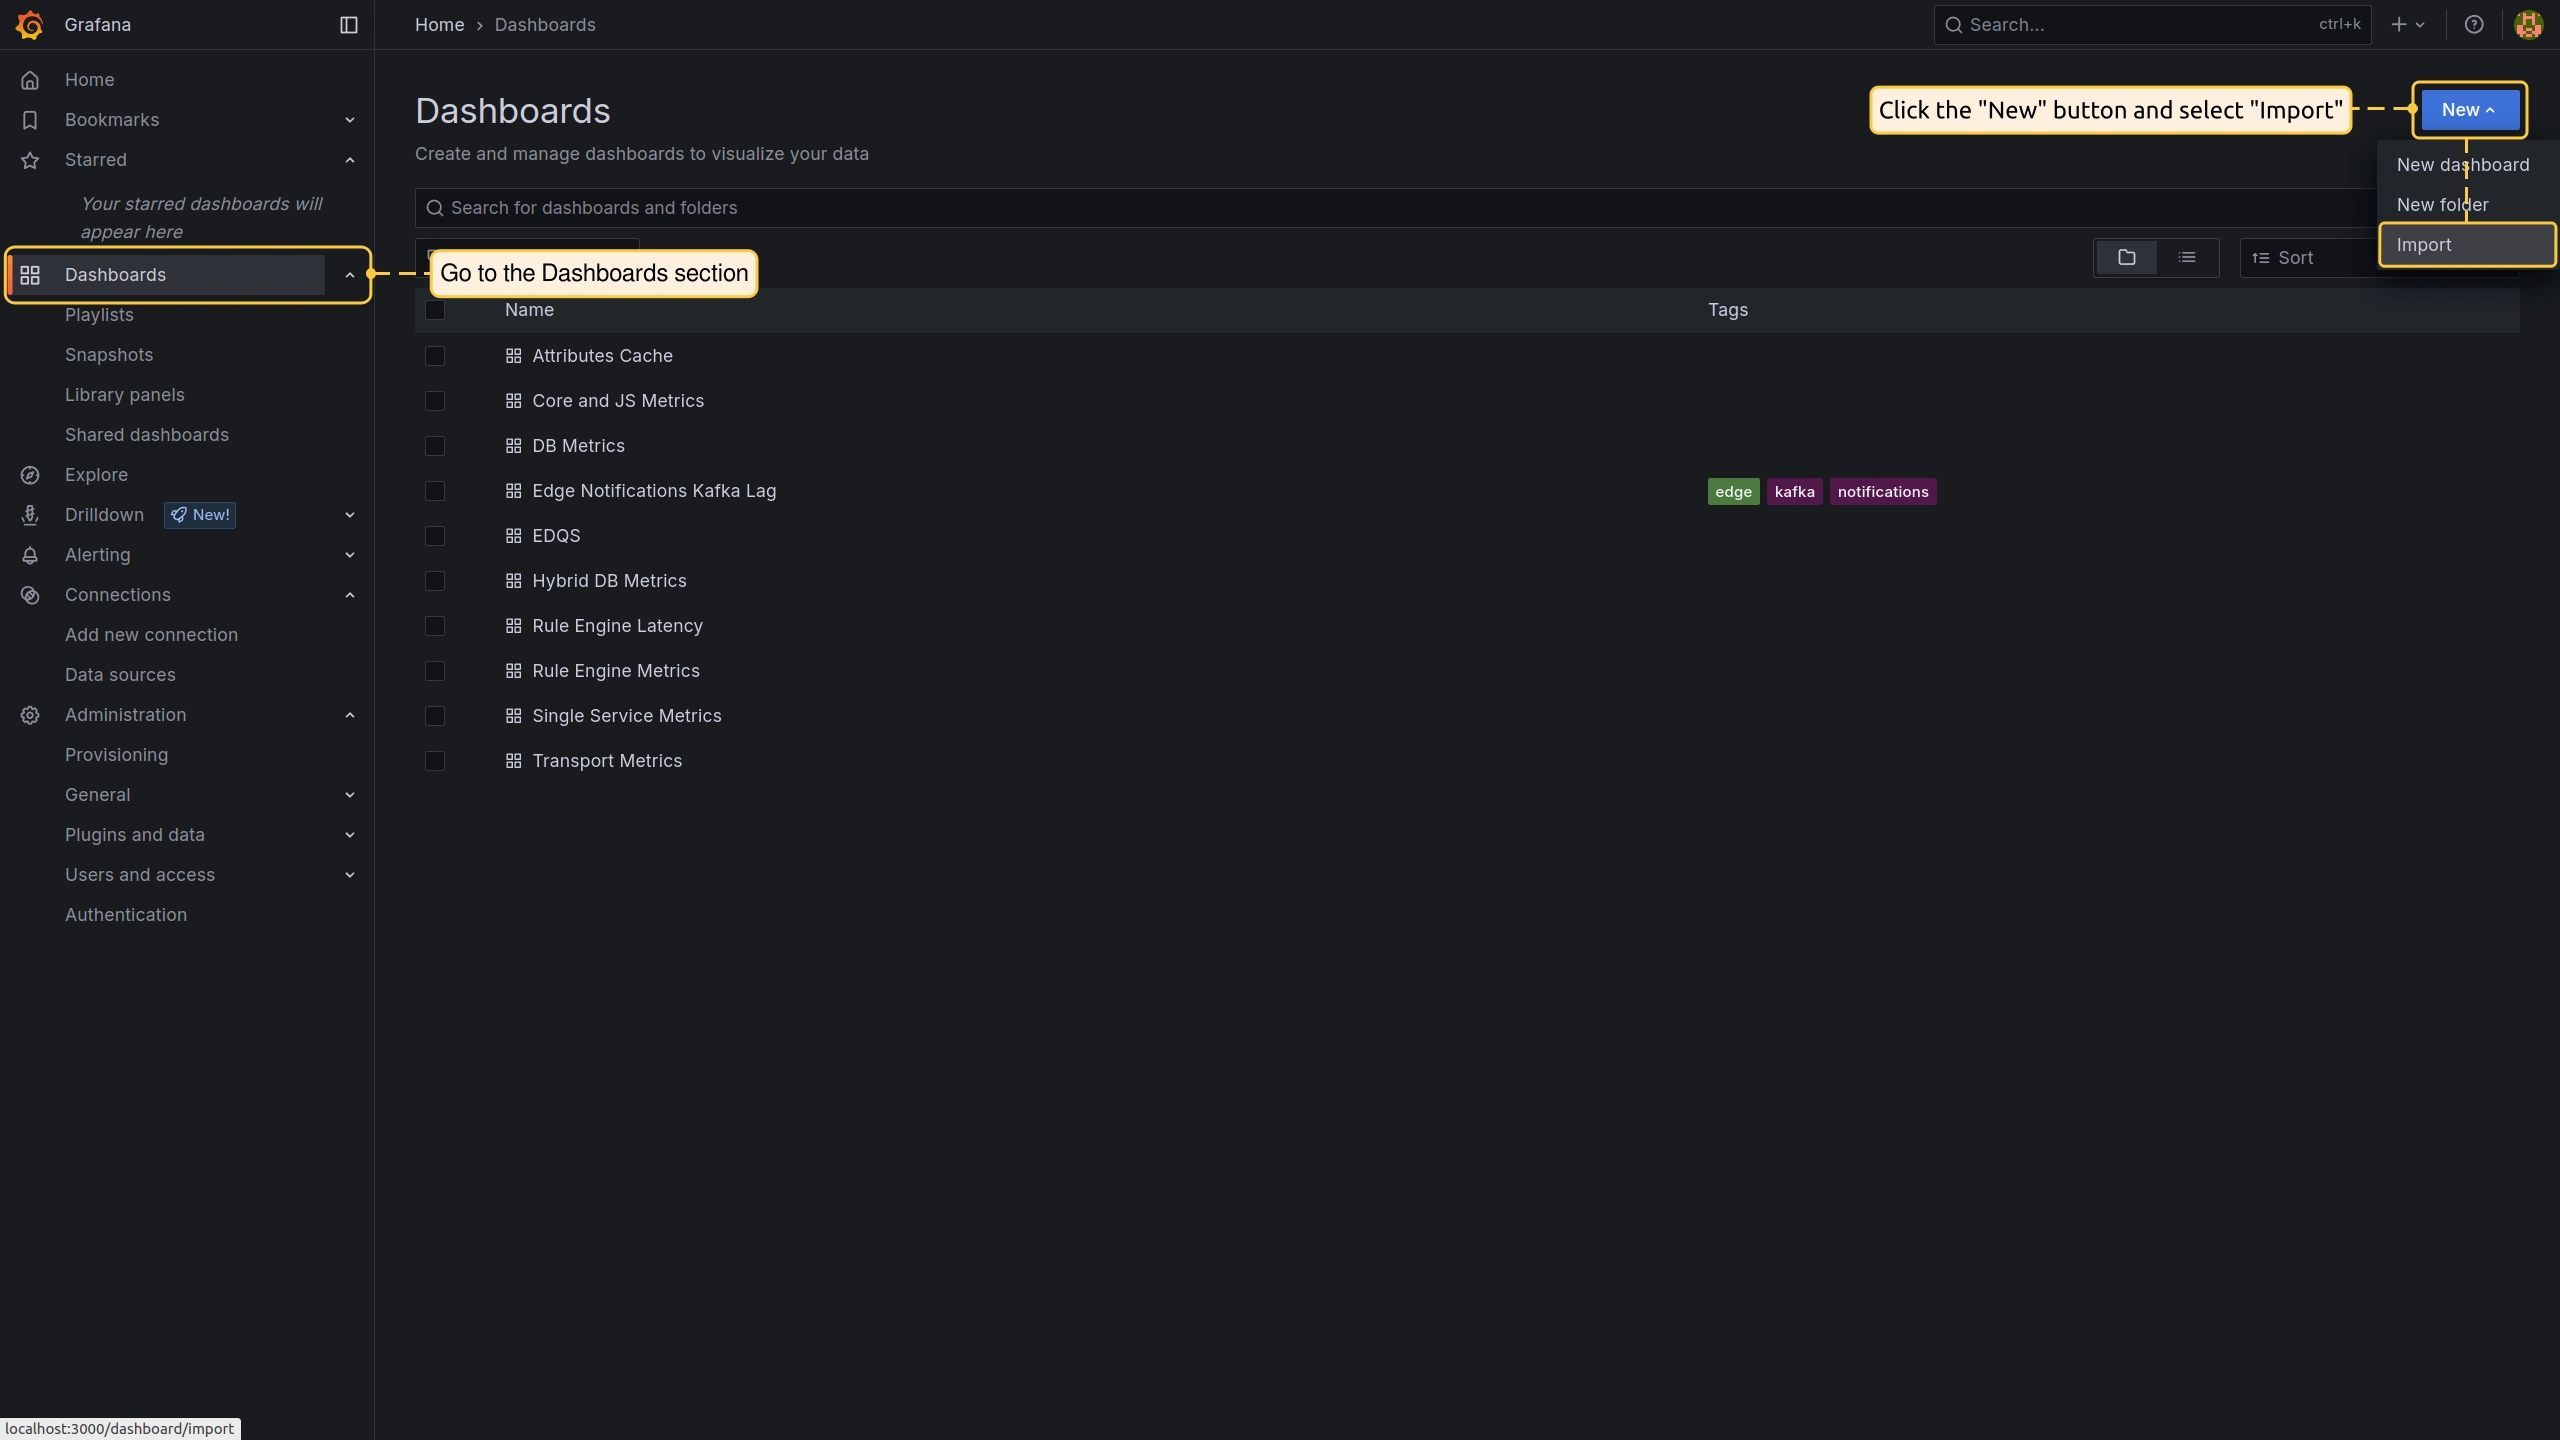 Grafana
Home
Bookmarks
Starred
Your starred dashboards will
appear here
Dashboards
Playlists
Snapshots
Library panels
Shared dashboards
Explore
Drilldown New!
Alerting
Connections
Add new connection
Data sources
Administration
Provisioning
General
Plugins and data
Users and access
Authentication
Home › Dashboards
Search... ctrl+k
Dashboards
Create and manage dashboards to visualize your data
Click the "New" button and select "Import"
New
New dashboard
New folder
Import
Search for dashboards and folders
Go to the Dashboards section
Sort
Name Tags
Attributes Cache
Core and JS Metrics
DB Metrics
Edge Notifications Kafka Lag edge kafka notifications
EDQS
Hybrid DB Metrics
Rule Engine Latency
Rule Engine Metrics
Single Service Metrics
Transport Metrics
localhost:3000/dashboard/import